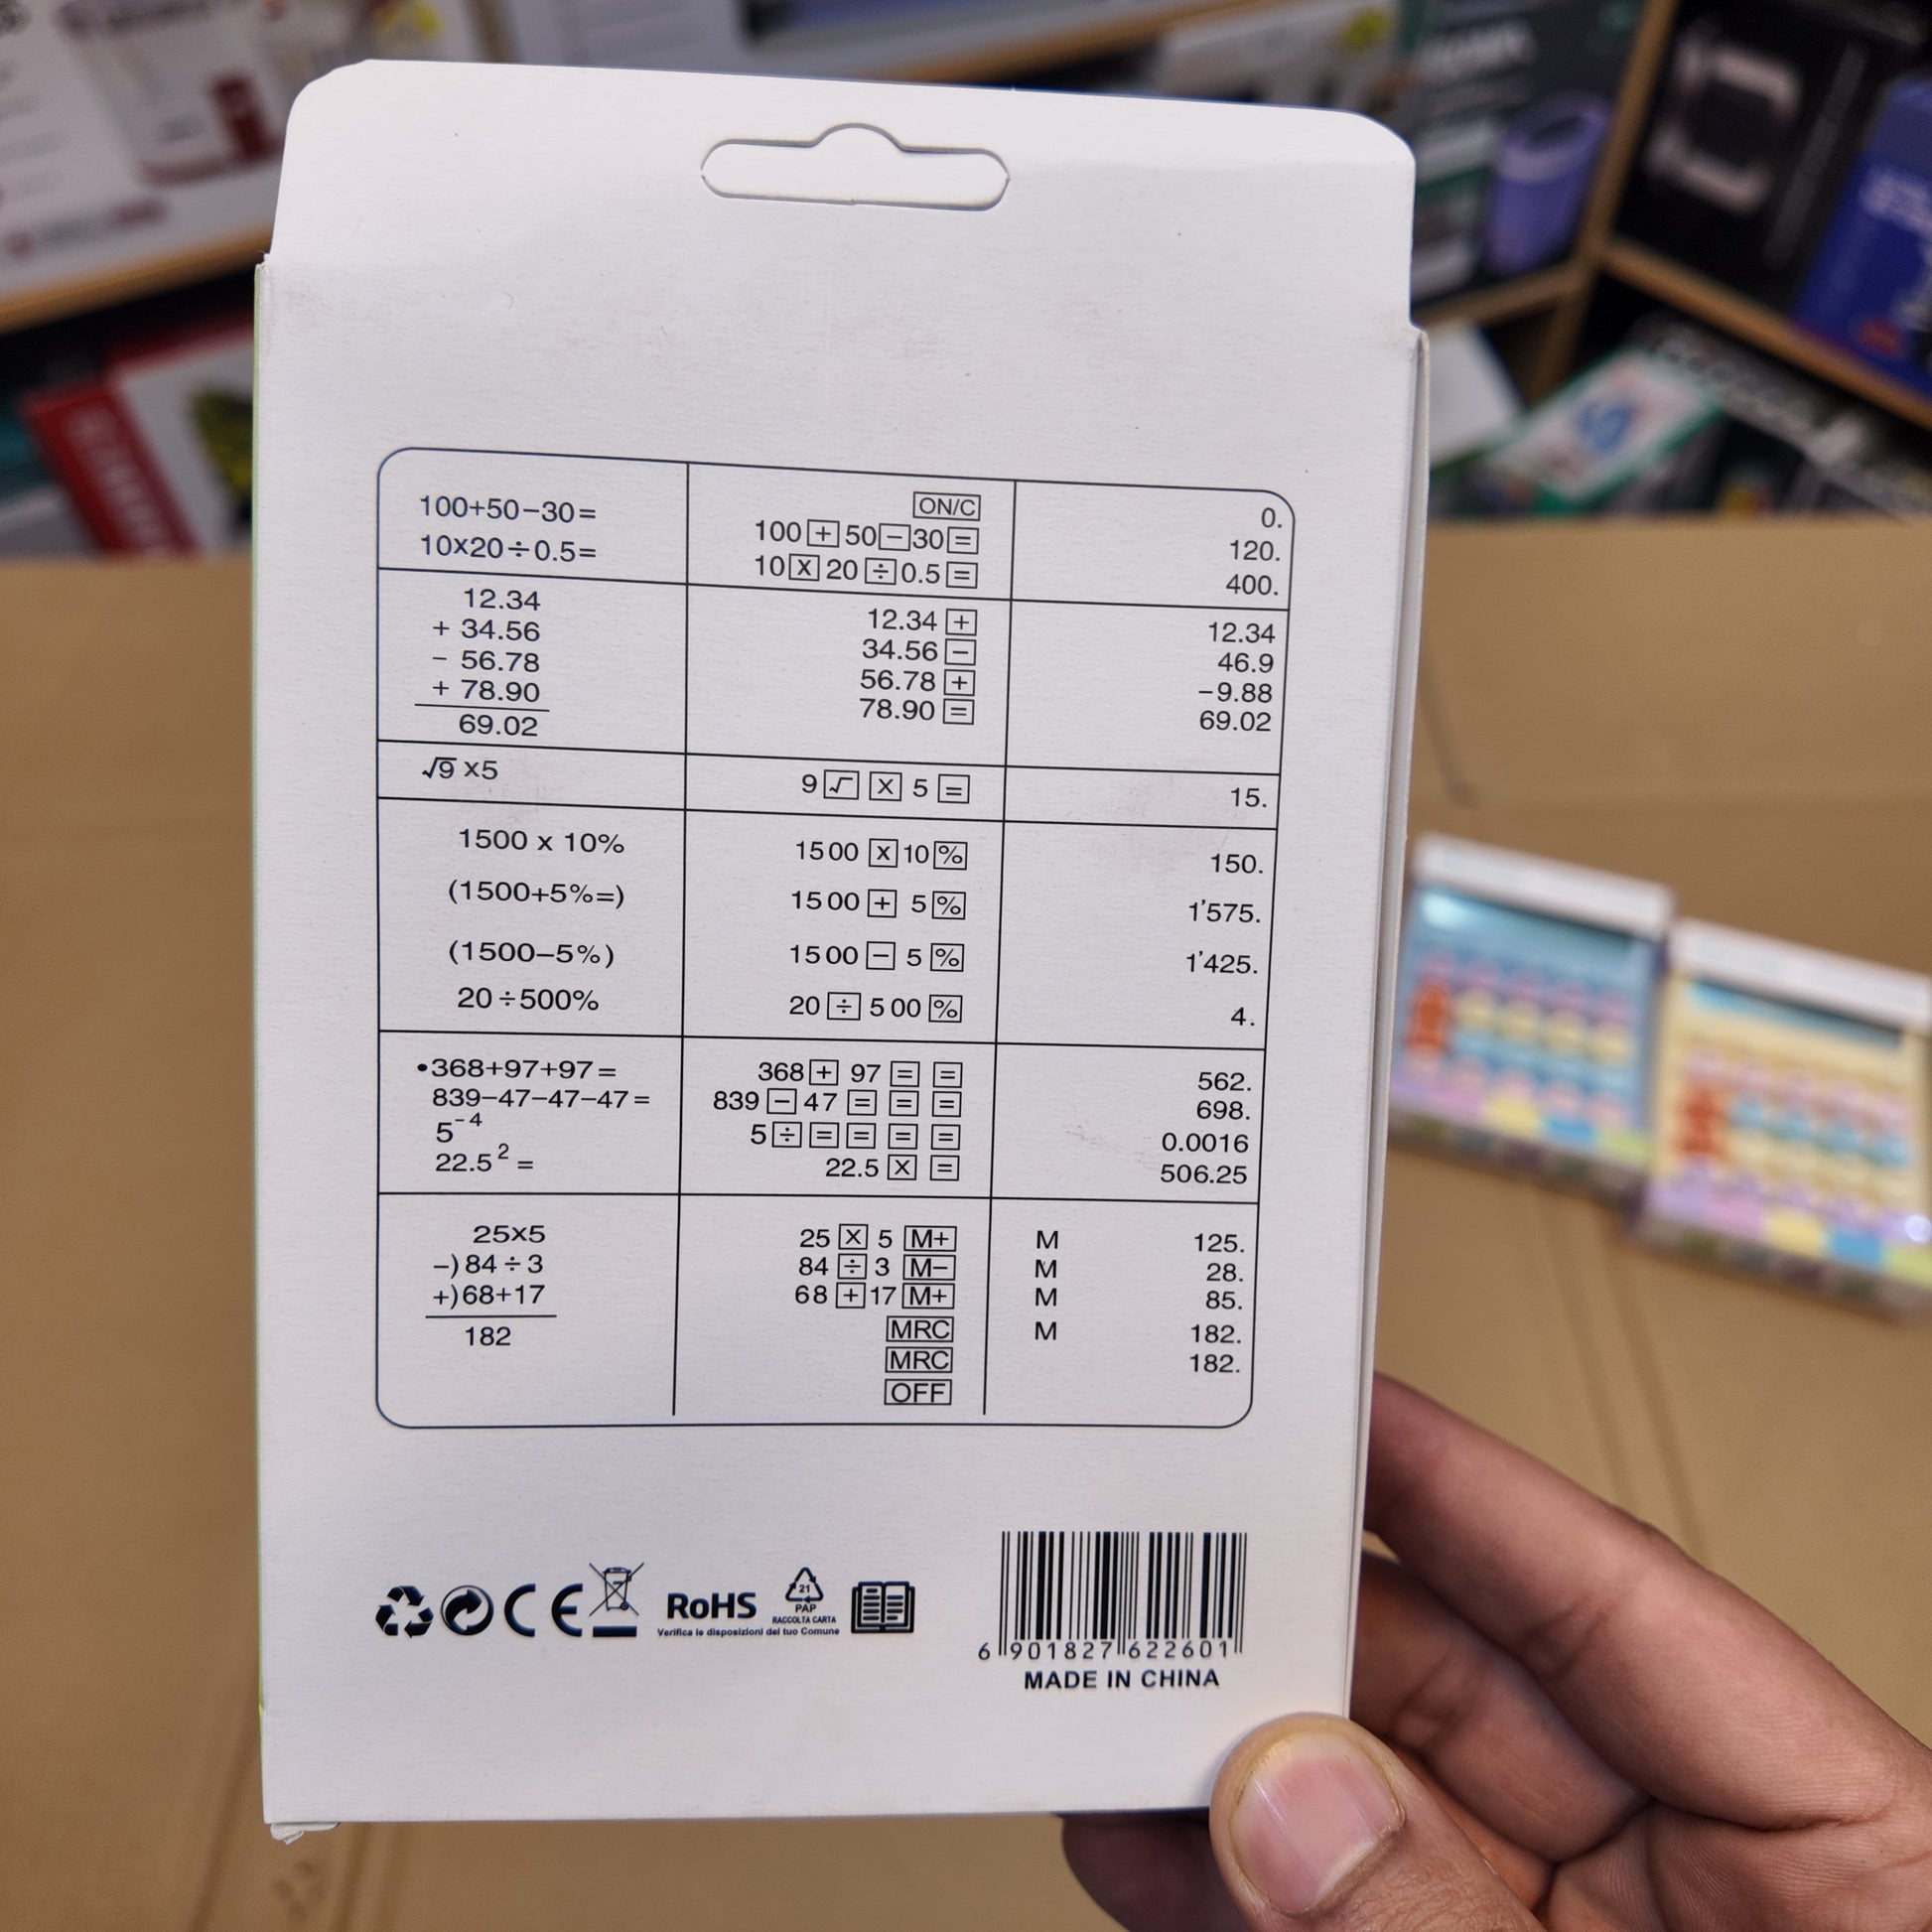 100+50−30=
10x20÷0.5=
ON/C
100 + 50 − 30 =
10 X 20 ÷ 0.5 =
0.
120.
400.
12.34
+ 34.56
− 56.78
+ 78.90
69.02
12.34 +
34.56 −
56.78 +
78.90 =
12.34
46.9
−9.88
69.02
√9 x5
9 √ X 5 =
15.
1500 x 10%
(1500+5%=)
(1500−5%)
20÷500%
1500 x 10 %
1500 + 5 %
1500 − 5 %
20 ÷ 500 %
150.
1'575.
1'425.
4.
•368+97+97=
839−47−47−47=
5⁻⁴
22.5² =
368 + 97 = =
839 − 47 = = =
5 ÷ = = = = =
22.5 X =
562.
698.
0.0016
506.25
25x5
−) 84÷3
+) 68+17
182
25 X 5 M+
84 ÷ 3 M−
68 + 17 M+
MRC
MRC
OFF
M 125.
M 28.
M 85.
M 182.
182.
CE
RoHS
21
PAP
RACCOLTA CARTA
Verifica le disposizioni del tuo Comune
6 901827 622601
MADE IN CHINA